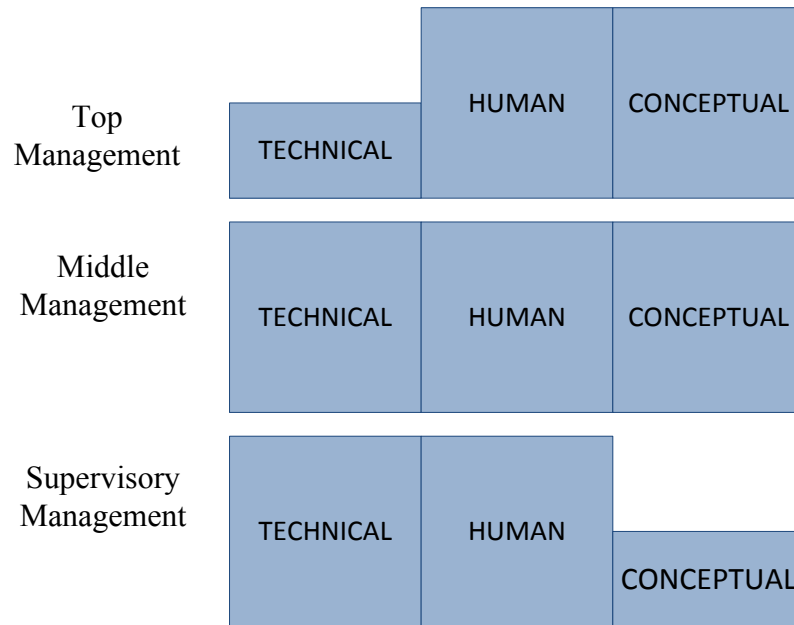 Top
Management
TECHNICAL
HUMAN
CONCEPTUAL
Middle
Management
TECHNICAL
HUMAN
CONCEPTUAL
Supervisory
Management
TECHNICAL
HUMAN
CONCEPTUAL